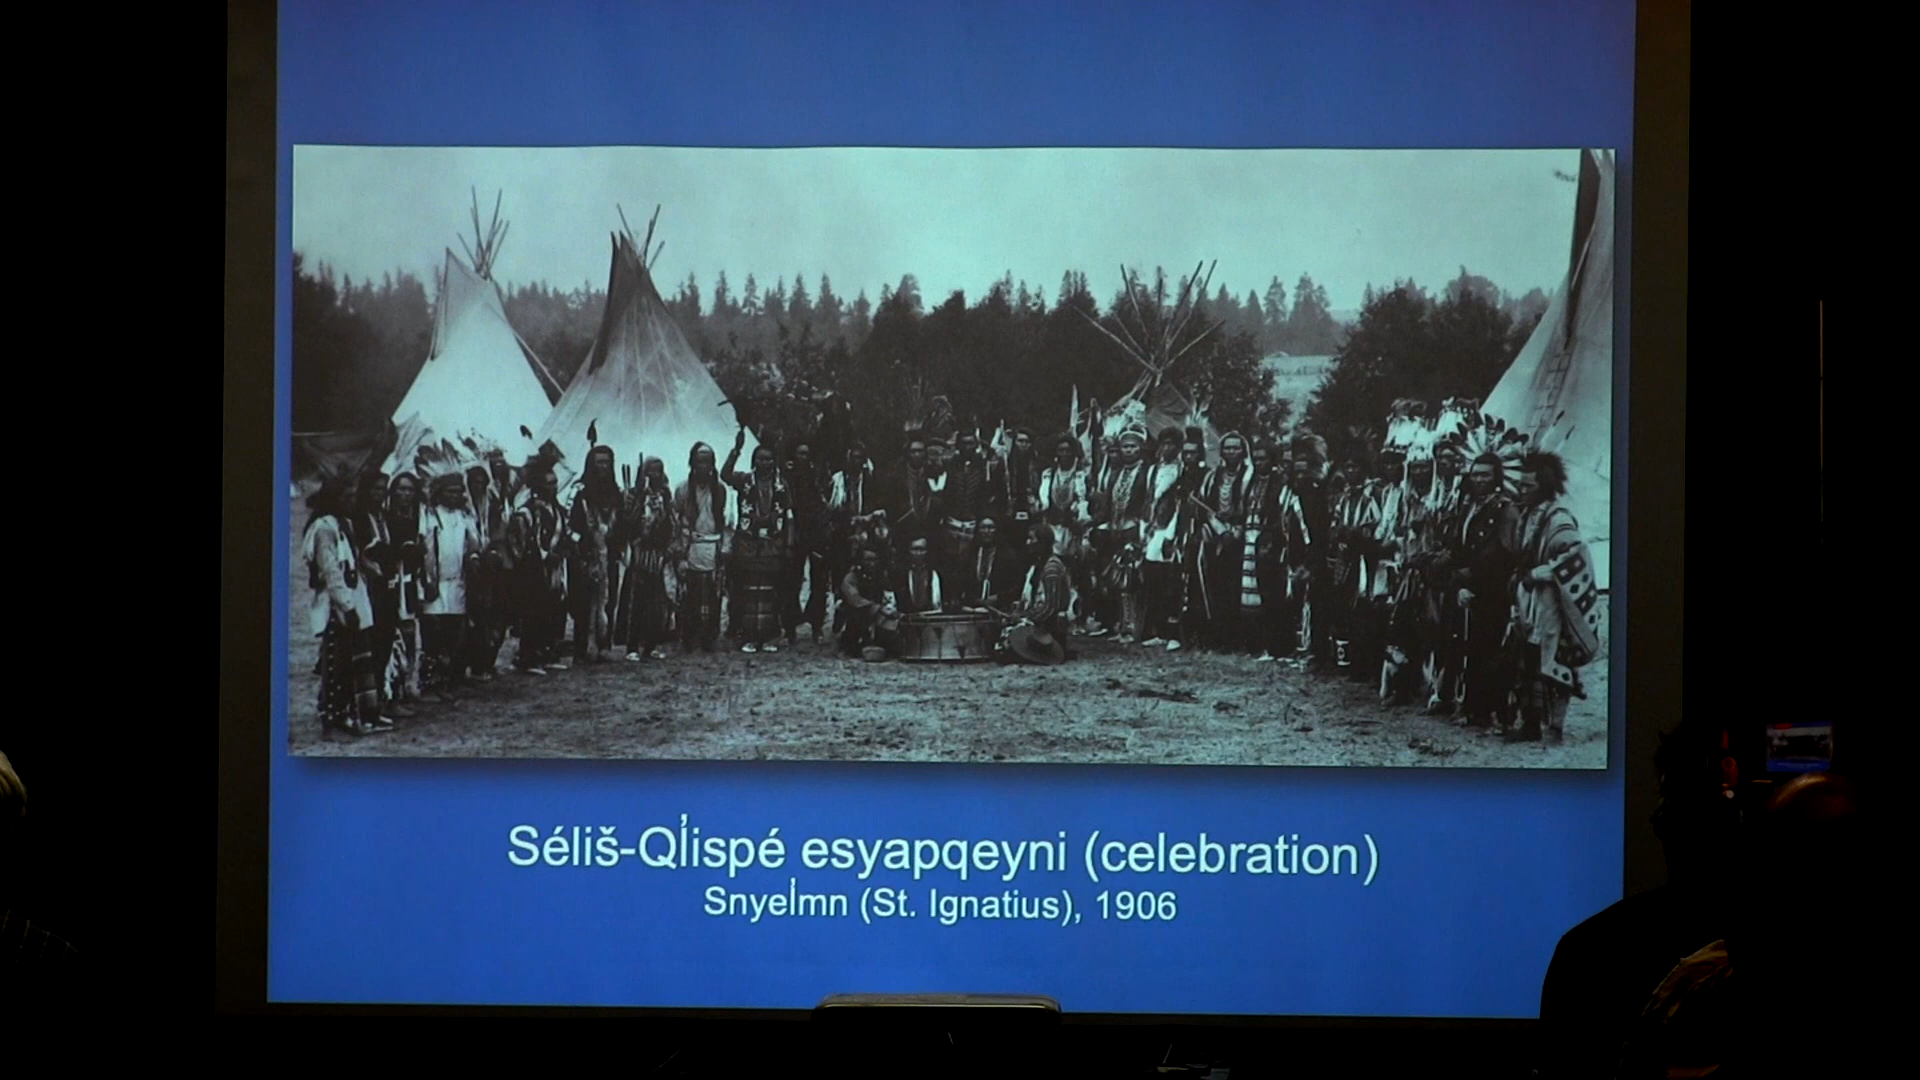 Séliš-Ql̓ispé esyapqeyni (celebration)
Snyel̓mn (St. Ignatius), 1906